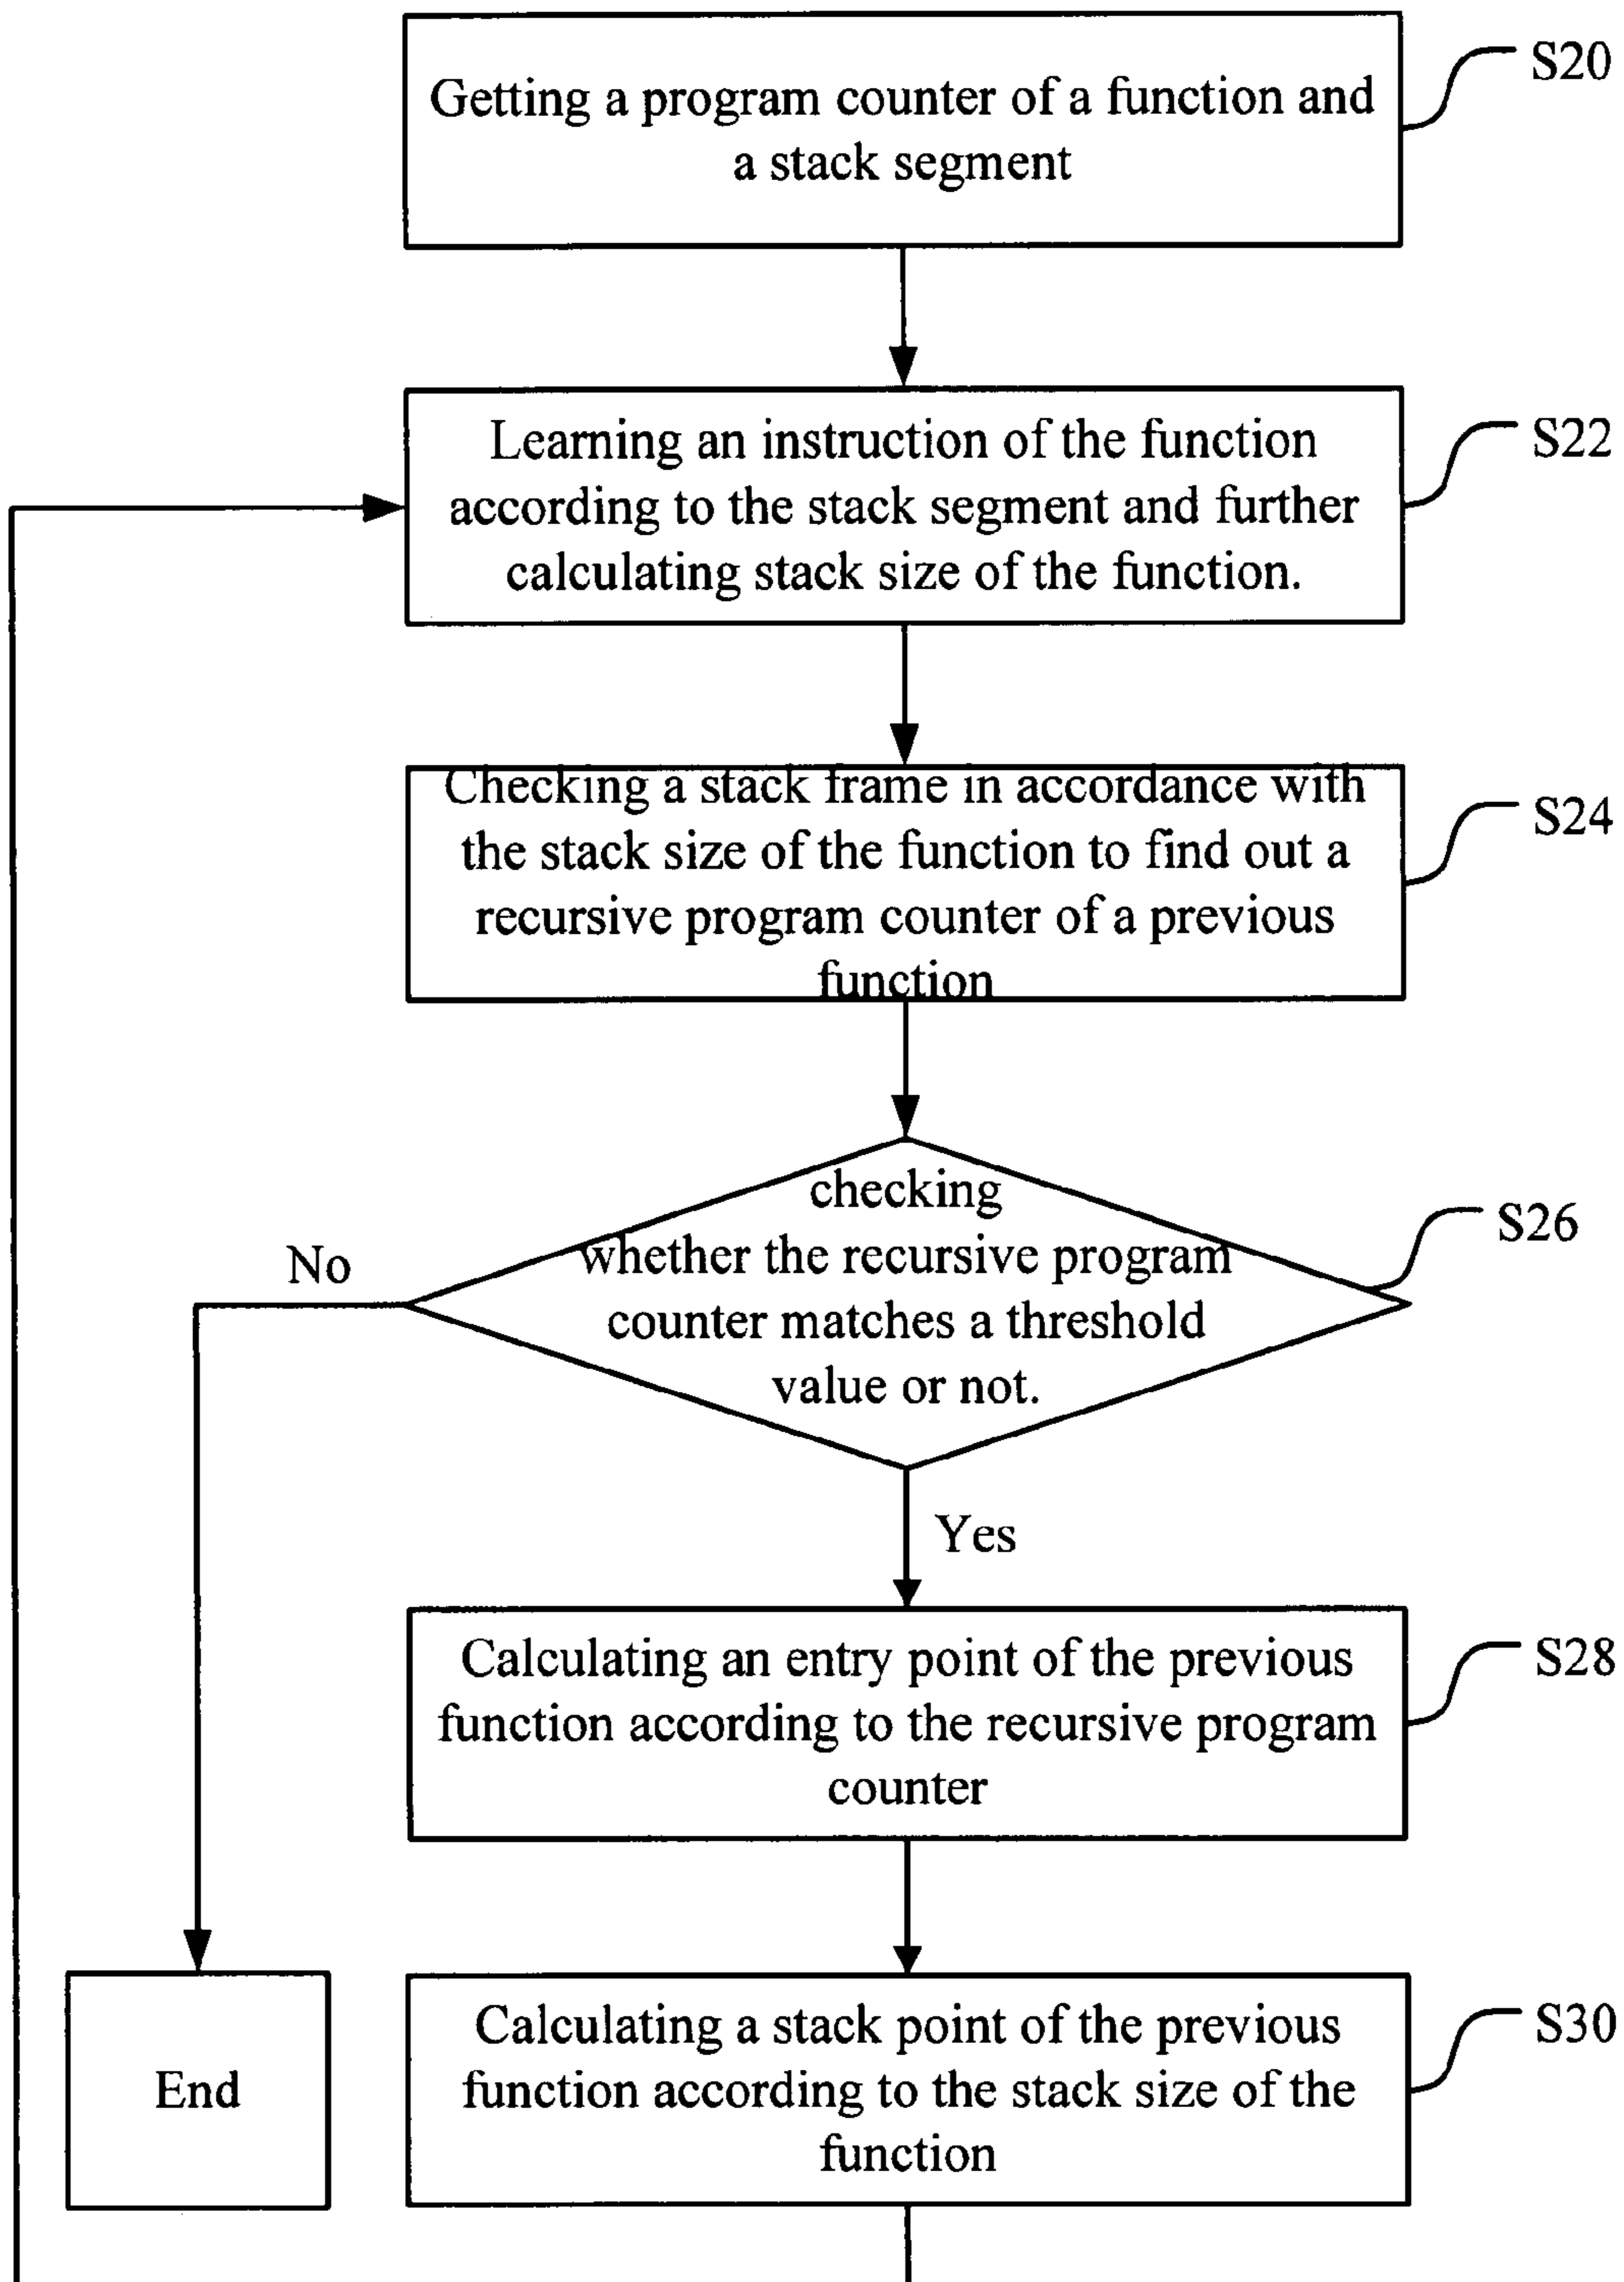 Getting a program counter of a function and
a stack segment
S20
Learning an instruction of the function
according to the stack segment and further
calculating stack size of the function.
S22
Checking a stack frame in accordance with
the stack size of the function to find out a
recursive program counter of a previous
function
S24
checking
whether the recursive program
counter matches a threshold
value or not.
S26
No
Yes
Calculating an entry point of the previous
function according to the recursive program
counter
S28
Calculating a stack point of the previous
function according to the stack size of the
function
S30
End